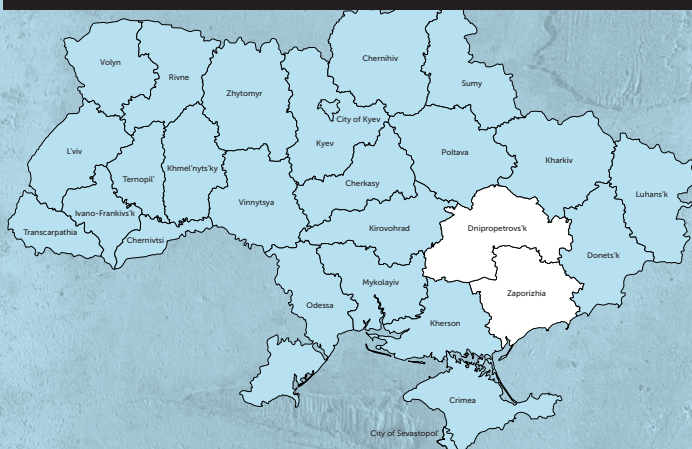 Volyn
Rivne
Zhytomyr
Chernihiv
Sumy
City of Kyev
Kyev
L'viv
Ternopil'
Khmel'nyts'ky
Vinnytsya
Cherkasy
Poltava
Kharkiv
Luhans'k
Ivano-Frankivs'k
Transcarpathia
Chernivtsi
Kirovohrad
Dnipropetrovs'k
Donets'k
Mykolayiv
Odessa
Kherson
Zaporizhia
Crimea
City of Sevastopol'